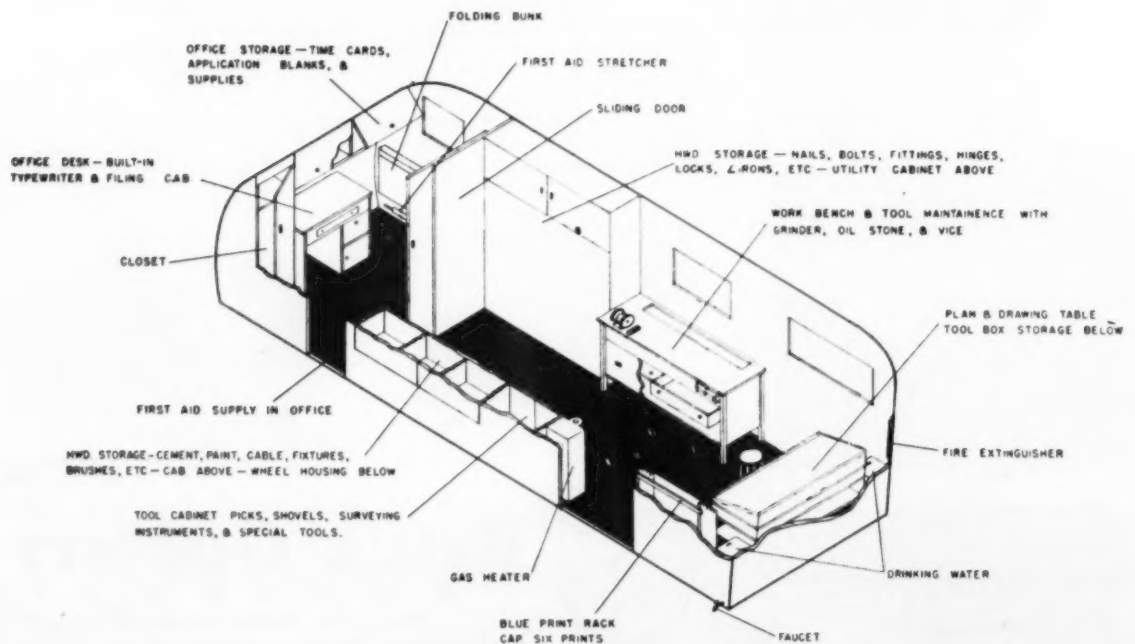 FOLDING BUNK
OFFICE STORAGE — TIME CARDS,
APPLICATION BLANKS, &
SUPPLIES
FIRST AID STRETCHER
SLIDING DOOR
OFFICE DESK — BUILT-IN
TYPEWRITER & FILING CAB
HWD STORAGE — NAILS, BOLTS, FITTINGS, HINGES,
LOCKS, ∠IRONS, ETC — UTILITY CABINET ABOVE
WORK BENCH & TOOL MAINTAINENCE WITH
GRINDER, OIL STONE, & VICE
CLOSET
PLAN & DRAWING TABLE
TOOL BOX STORAGE BELOW
FIRST AID SUPPLY IN OFFICE
HWD STORAGE-CEMENT, PAINT, CABLE, FIXTURES,
BRUSHES, ETC — CAB ABOVE — WHEEL HOUSING BELOW
FIRE EXTINGUISHER
TOOL CABINET PICKS, SHOVELS, SURVEYING
INSTRUMENTS, & SPECIAL TOOLS.
GAS HEATER
DRINKING WATER
BLUE PRINT RACK
CAP SIX PRINTS
FAUCET